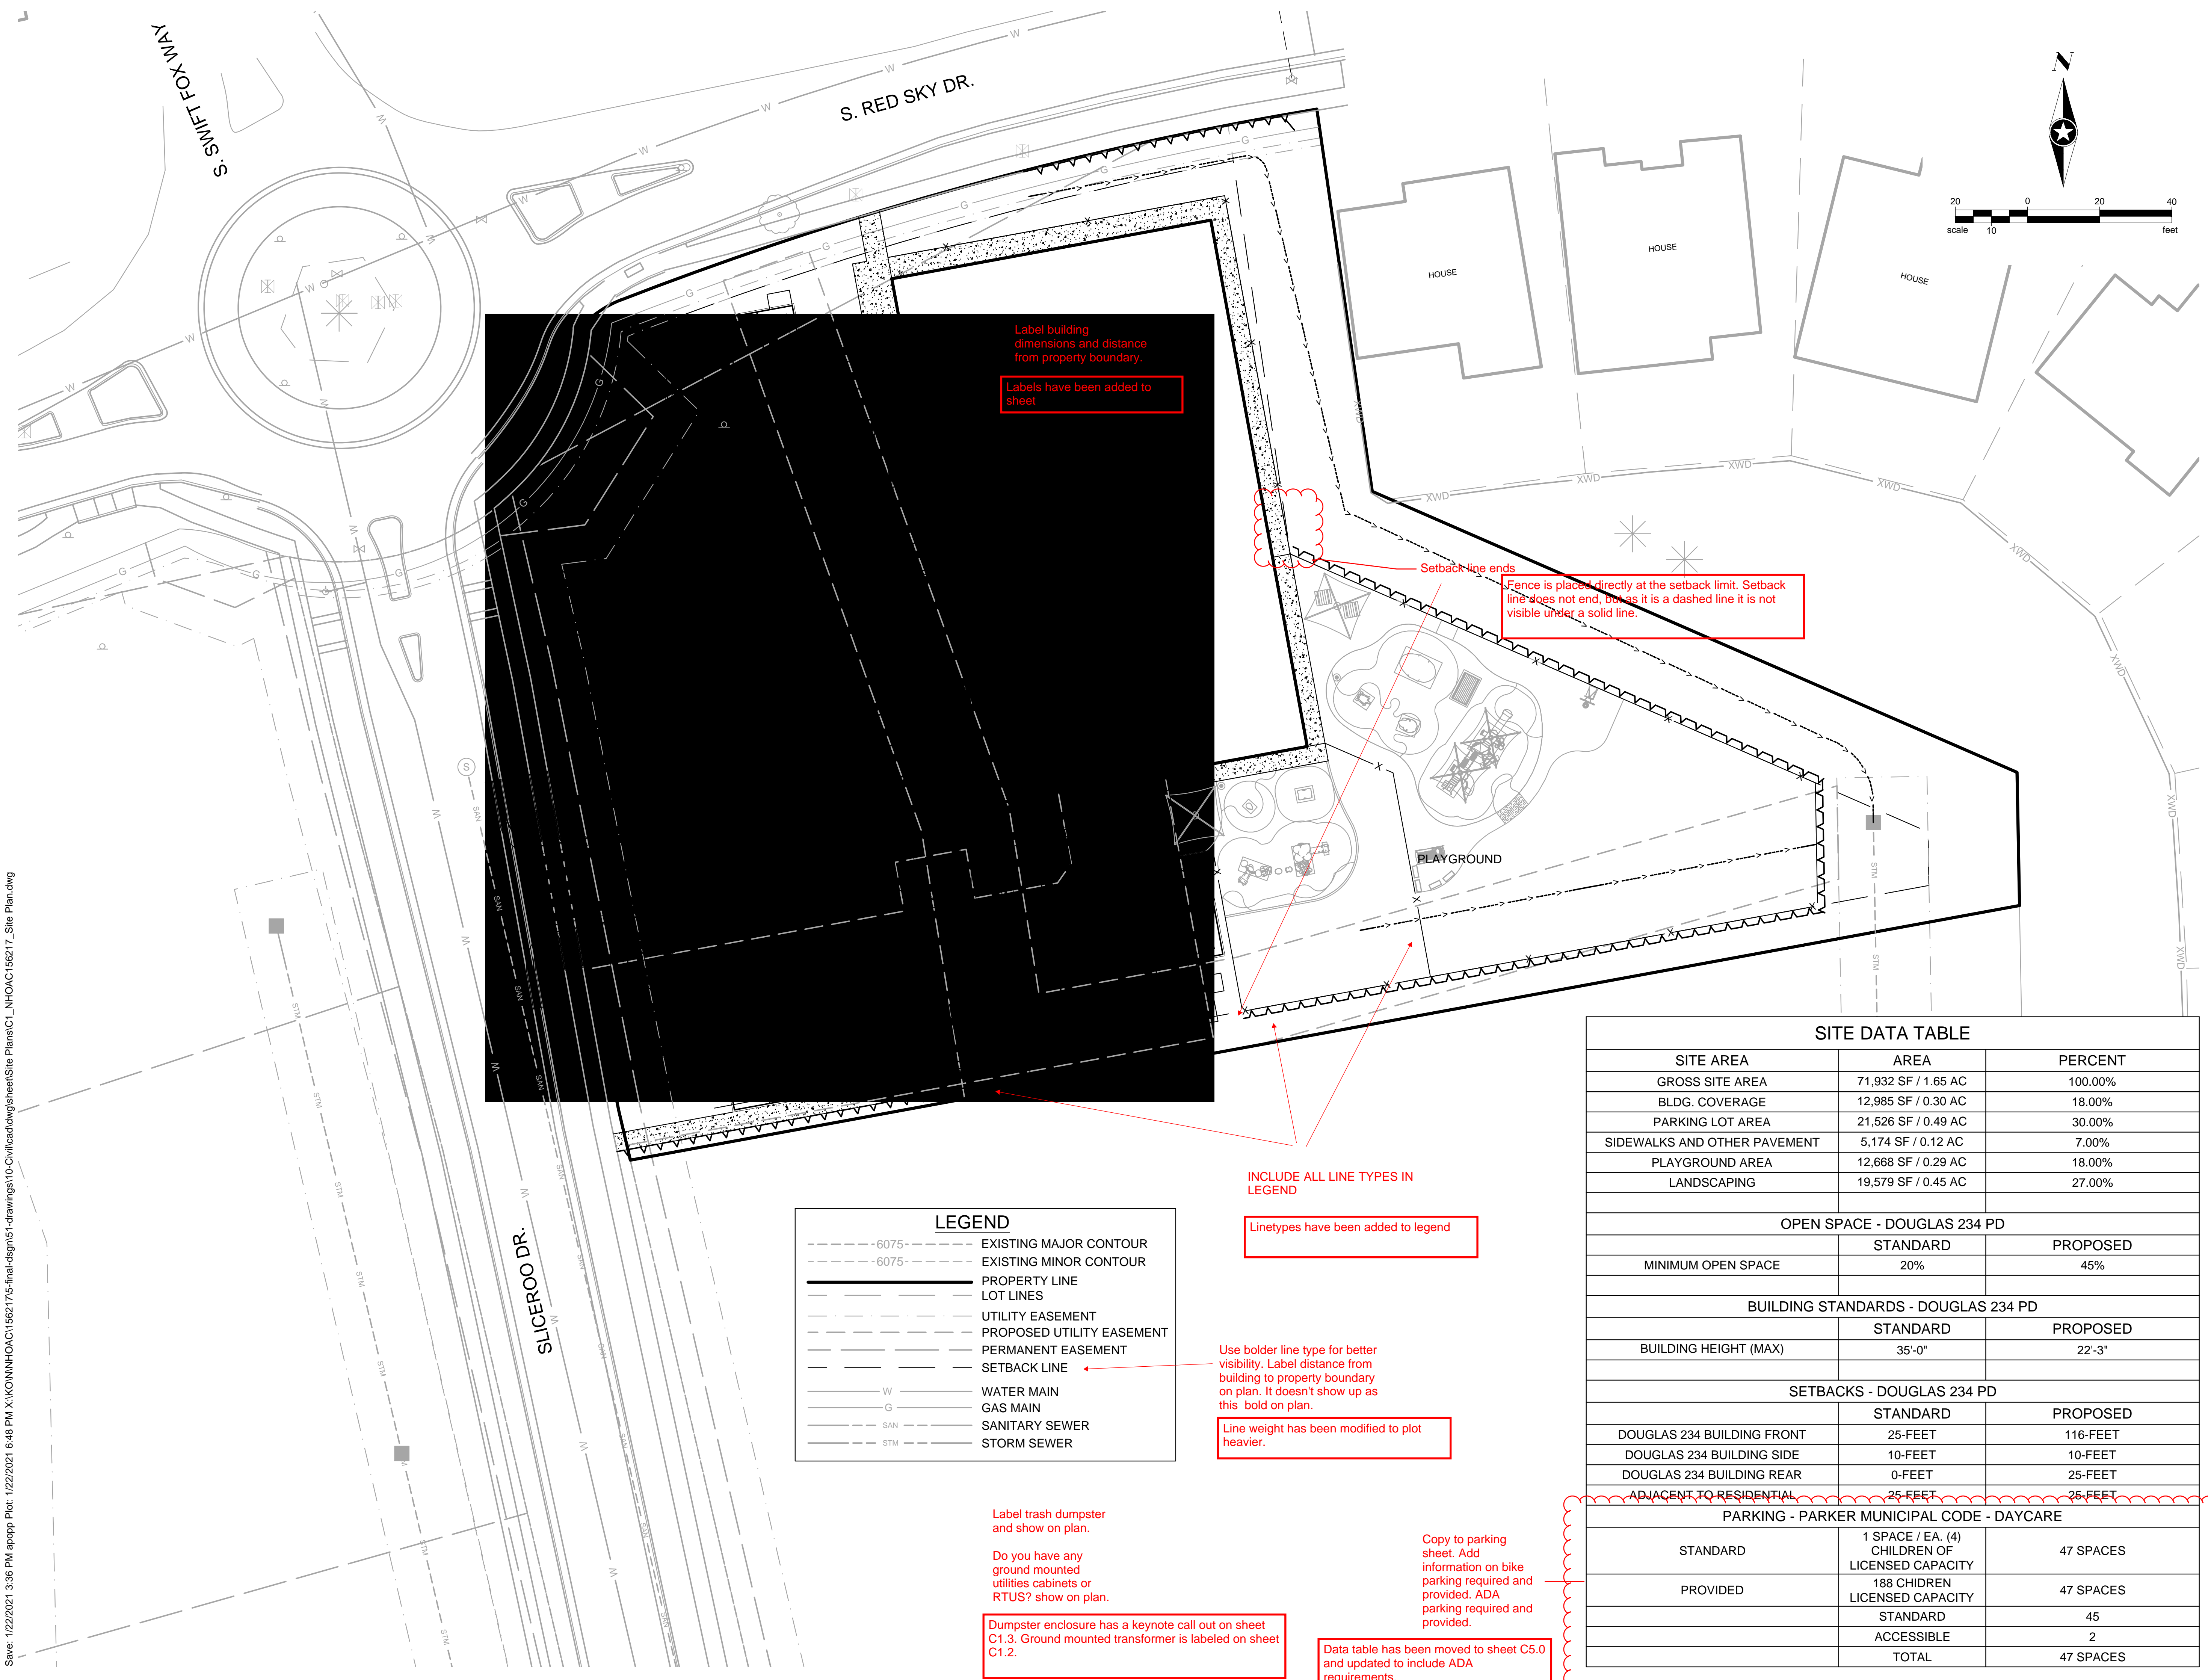 S. SWIFT FOX WAY
S. RED SKY DR.
N
20 0 20 40
scale 10 feet
HOUSE
HOUSE
HOUSE
Label building
dimensions and distance
from property boundary.
Labels have been added to
sheet
Setback line ends
Fence is placed directly at the setback limit. Setback
line does not end, but as it is a dashed line it is not
visible under a solid line.
PLAYGROUND
SLICEROO DR.
INCLUDE ALL LINE TYPES IN
LEGEND
Linetypes have been added to legend
LEGEND
6075 EXISTING MAJOR CONTOUR
6075 EXISTING MINOR CONTOUR
PROPERTY LINE
LOT LINES
UTILITY EASEMENT
PROPOSED UTILITY EASEMENT
PERMANENT EASEMENT
SETBACK LINE
W WATER MAIN
G GAS MAIN
SAN SANITARY SEWER
STM STORM SEWER
Use bolder line type for better
visibility. Label distance from
building to property boundary
on plan. It doesn't show up as
this bold on plan.
Line weight has been modified to plot
heavier.
Label trash dumpster
and show on plan.
Do you have any
ground mounted
utilities cabinets or
RTUS? show on plan.
Dumpster enclosure has a keynote call out on sheet
C1.3. Ground mounted transformer is labeled on sheet
C1.2.
Copy to parking
sheet. Add
information on bike
parking required and
provided. ADA
parking required and
provided.
Data table has been moved to sheet C5.0
and updated to include ADA
requirements.
SITE DATA TABLE
SITE AREA AREA PERCENT
GROSS SITE AREA 71,932 SF / 1.65 AC 100.00%
BLDG. COVERAGE 12,985 SF / 0.30 AC 18.00%
PARKING LOT AREA 21,526 SF / 0.49 AC 30.00%
SIDEWALKS AND OTHER PAVEMENT 5,174 SF / 0.12 AC 7.00%
PLAYGROUND AREA 12,668 SF / 0.29 AC 18.00%
LANDSCAPING 19,579 SF / 0.45 AC 27.00%
OPEN SPACE - DOUGLAS 234 PD
STANDARD PROPOSED
MINIMUM OPEN SPACE 20% 45%
BUILDING STANDARDS - DOUGLAS 234 PD
STANDARD PROPOSED
BUILDING HEIGHT (MAX) 35'-0" 22'-3"
SETBACKS - DOUGLAS 234 PD
STANDARD PROPOSED
DOUGLAS 234 BUILDING FRONT 25-FEET 116-FEET
DOUGLAS 234 BUILDING SIDE 10-FEET 10-FEET
DOUGLAS 234 BUILDING REAR 0-FEET 25-FEET
ADJACENT TO RESIDENTIAL 25-FEET 25-FEET
PARKING - PARKER MUNICIPAL CODE - DAYCARE
STANDARD 1 SPACE / EA. (4) CHILDREN OF LICENSED CAPACITY 47 SPACES
PROVIDED 188 CHIDREN LICENSED CAPACITY 47 SPACES
STANDARD 45
ACCESSIBLE 2
TOTAL 47 SPACES
Save: 1/22/2021 3:36 PM apopp Plot: 1/22/2021 6:48 PM X:\KO\N\NHOAC\156217\5-final-dsgn\51-drawings\10-Civil\cad\dwg\sheet\Site Plans\C1_NHOAC156217_Site Plan.dwg